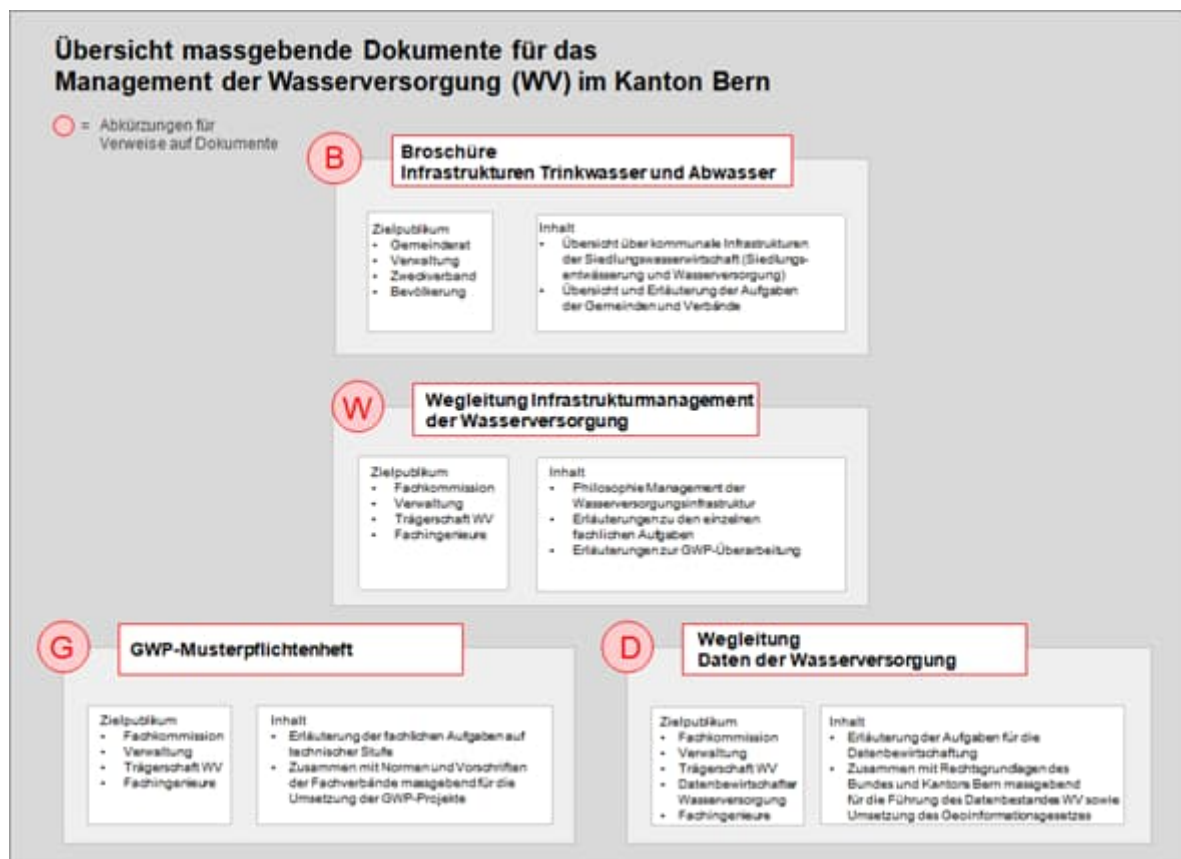 Übersicht massgebende Dokumente für das
Management der Wasserversorgung (WV) im Kanton Bern
= Abkürzungen für
Verweise auf Dokumente
B
Broschüre
Infrastrukturen Trinkwasser und Abwasser
Zielpublikum
• Gemeinderat
• Verwaltung
• Zweckverband
• Bevölkerung
Inhalt
• Übersicht über kommunale Infrastrukturen
der Siedlungswasserwirtschaft (Siedlungs-
entwässerung und Wasserversorgung)
• Übersicht und Erläuterung der Aufgaben
der Gemeinden und Verbände
W
Wegleitung Infrastrukturmanagement
der Wasserversorgung
Zielpublikum
• Fachkommission
• Verwaltung
• Trägerschaft WV
• Fachingenieure
Inhalt
• Philosophie Management der
Wasserversorgungsinfrastruktur
• Erläuterungen zu den einzelnen
fachlichen Aufgaben
• Erläuterungen zur GWP-Überarbeitung
G
GWP-Musterpflichtenheft
Zielpublikum
• Fachkommission
• Verwaltung
• Trägerschaft WV
• Fachingenieure
Inhalt
• Erläuterung der fachlichen Aufgaben auf
technischer Stufe
• Zusammen mit Normen und Vorschriften
der Fachverbände massgebend für die
Umsetzung der GWP-Projekte
D
Wegleitung
Daten der Wasserversorgung
Zielpublikum
• Fachkommission
• Verwaltung
• Trägerschaft WV
• Datenbewirtschafter
Wasserversorgung
• Fachingenieure
Inhalt
• Erläuterung der Aufgaben für die
Datenbewirtschaftung
• Zusammen mit Rechtsgrundlagen des
Bundes und Kantons Bern massgebend
für die Führung des Datenbestandes WV sowie
Umsetzung des Geoinformationsgesetzes